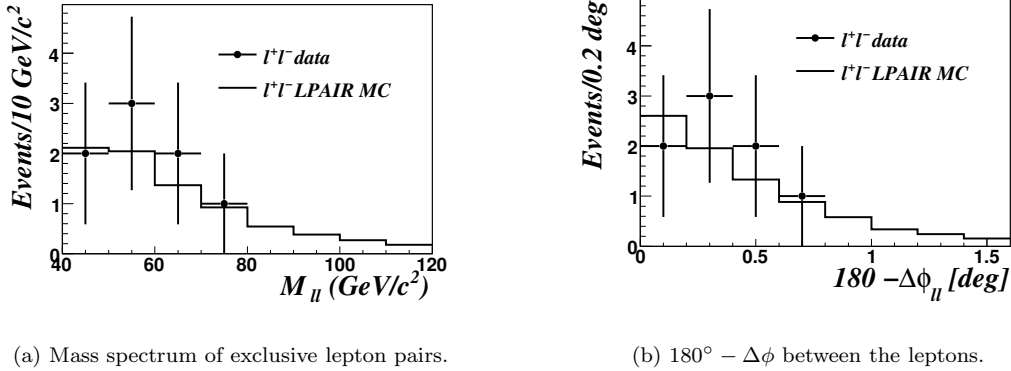 Events/10 GeV/c²
4
3
2
1
0
l⁺l⁻ data
l⁺l⁻ LPAIR MC
40 60 80 100 120
M_ll (GeV/c²)
(a) Mass spectrum of exclusive lepton pairs.
Events/0.2 deg
4
3
2
1
0
l⁺l⁻ data
l⁺l⁻ LPAIR MC
0 0.5 1 1.5
180 −Δϕ_ll [deg]
(b) 180° − Δϕ between the leptons.